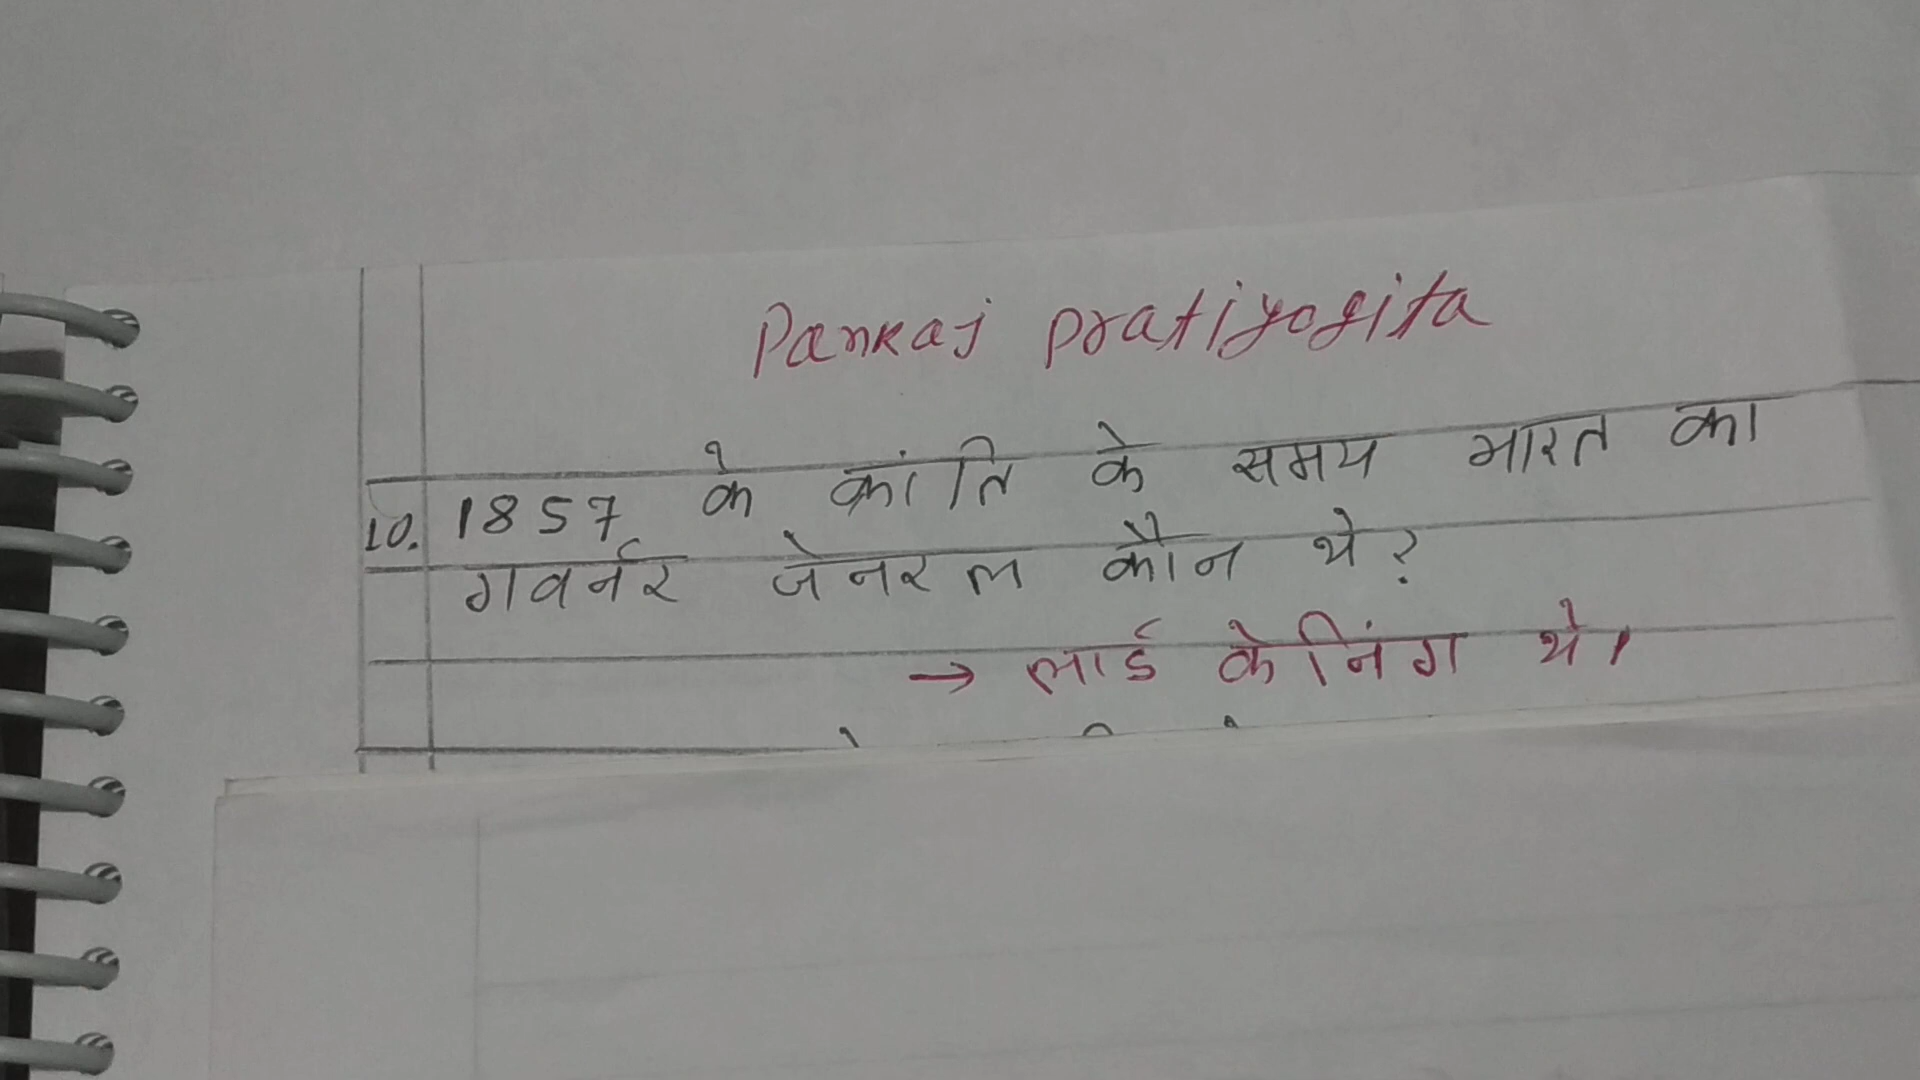 Pankaj pratiyogita
10. 1857 के क्रांति के समय भारत का
गवर्नर जेनरल कौन थे?
→ लार्ड केनिंग थे।